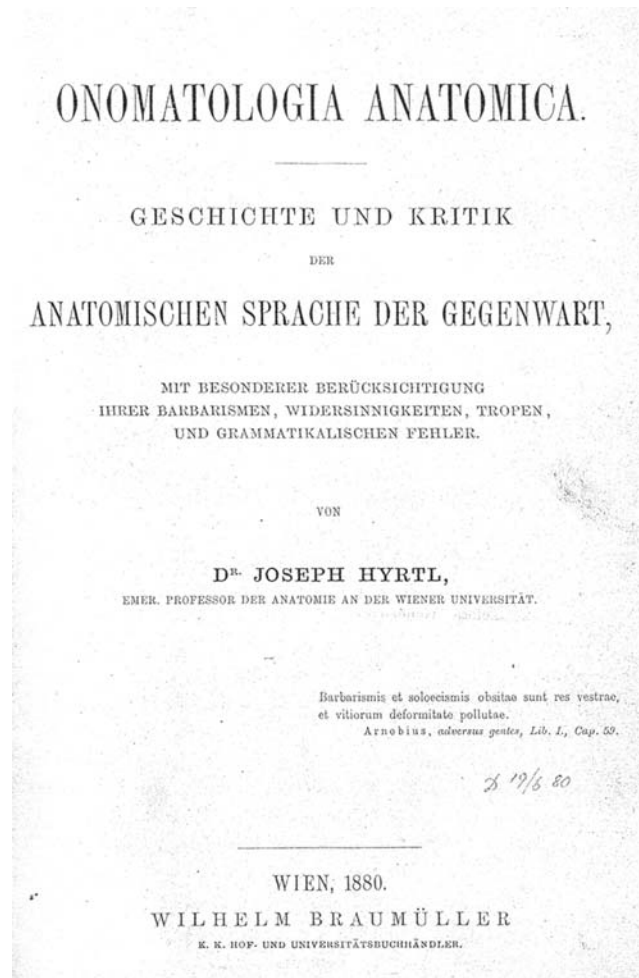 ONOMATOLOGIA ANATOMICA.
GESCHICHTE UND KRITIK
DER
ANATOMISCHEN SPRACHE DER GEGENWART,
MIT BESONDERER BERÜCKSICHTIGUNG
IHRER BARBARISMEN, WIDERSINNIGKEITEN, TROPEN,
UND GRAMMATIKALISCHEN FEHLER.
VON
DR. JOSEPH HYRTL,
EMER. PROFESSOR DER ANATOMIE AN DER WIENER UNIVERSITÄT.
Barbarismis et soloecismis obsitae sunt res vestrae,
et vitiorum deformitate pollutae.
Arnobius, adversus gentes, Lib. I., Cap. 59.
19/6 80
WIEN, 1880.
WILHELM BRAUMÜLLER
K. K. HOF- UND UNIVERSITÄTSBUCHHÄNDLER.